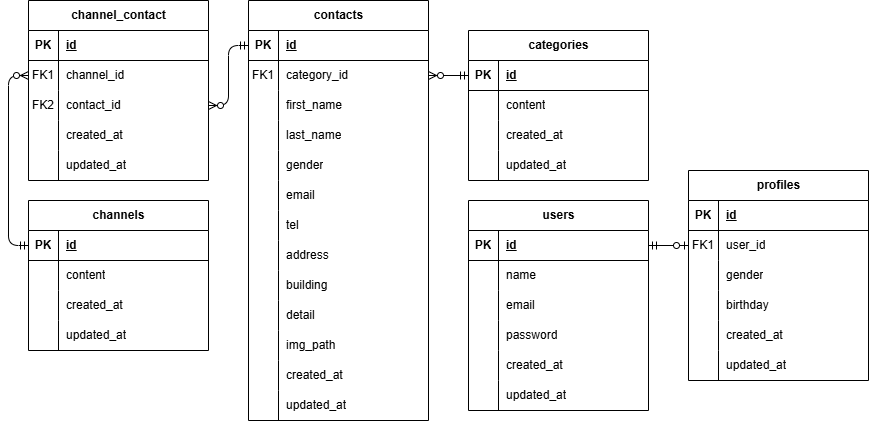 channel_contact
PK id
FK1 channel_id
FK2 contact_id
created_at
updated_at
channels
PK id
content
created_at
updated_at
contacts
PK id
FK1 category_id
first_name
last_name
gender
email
tel
address
building
detail
img_path
created_at
updated_at
categories
PK id
content
created_at
updated_at
users
PK id
name
email
password
created_at
updated_at
profiles
PK id
FK1 user_id
gender
birthday
created_at
updated_at